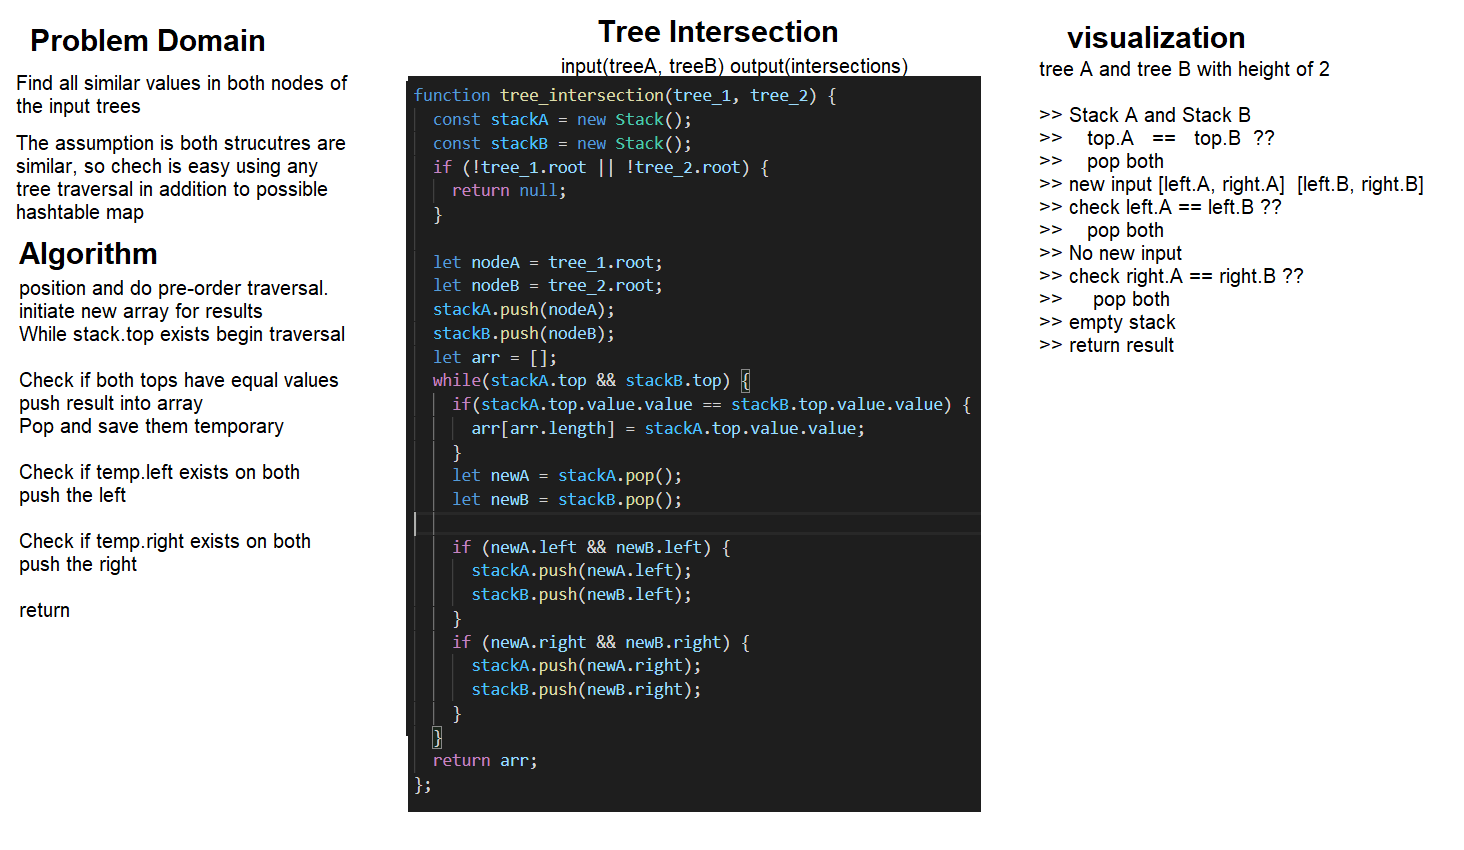 Problem Domain
Find all similar values in both nodes of
the input trees
The assumption is both strucutres are
similar, so chech is easy using any
tree traversal in addition to possible
hashtable map
Algorithm
position and do pre-order traversal.
initiate new array for results
While stack.top exists begin traversal
Check if both tops have equal values
push result into array
Pop and save them temporary
Check if temp.left exists on both
push the left
Check if temp.right exists on both
push the right
return
Tree Intersection
input(treeA, treeB) output(intersections)
function tree_intersection(tree_1, tree_2) {
const stackA = new Stack();
const stackB = new Stack();
if (!tree_1.root || !tree_2.root) {
return null;
}
let nodeA = tree_1.root;
let nodeB = tree_2.root;
stackA.push(nodeA);
stackB.push(nodeB);
let arr = [];
while(stackA.top && stackB.top) {
if(stackA.top.value.value == stackB.top.value.value) {
arr[arr.length] = stackA.top.value.value;
}
let newA = stackA.pop();
let newB = stackB.pop();
if (newA.left && newB.left) {
stackA.push(newA.left);
stackB.push(newB.left);
}
if (newA.right && newB.right) {
stackA.push(newA.right);
stackB.push(newB.right);
}
}
return arr;
};
visualization
tree A and tree B with height of 2
>> Stack A and Stack B
>> top.A == top.B ??
>> pop both
>> new input [left.A, right.A] [left.B, right.B]
>> check left.A == left.B ??
>> pop both
>> No new input
>> check right.A == right.B ??
>> pop both
>> empty stack
>> return result